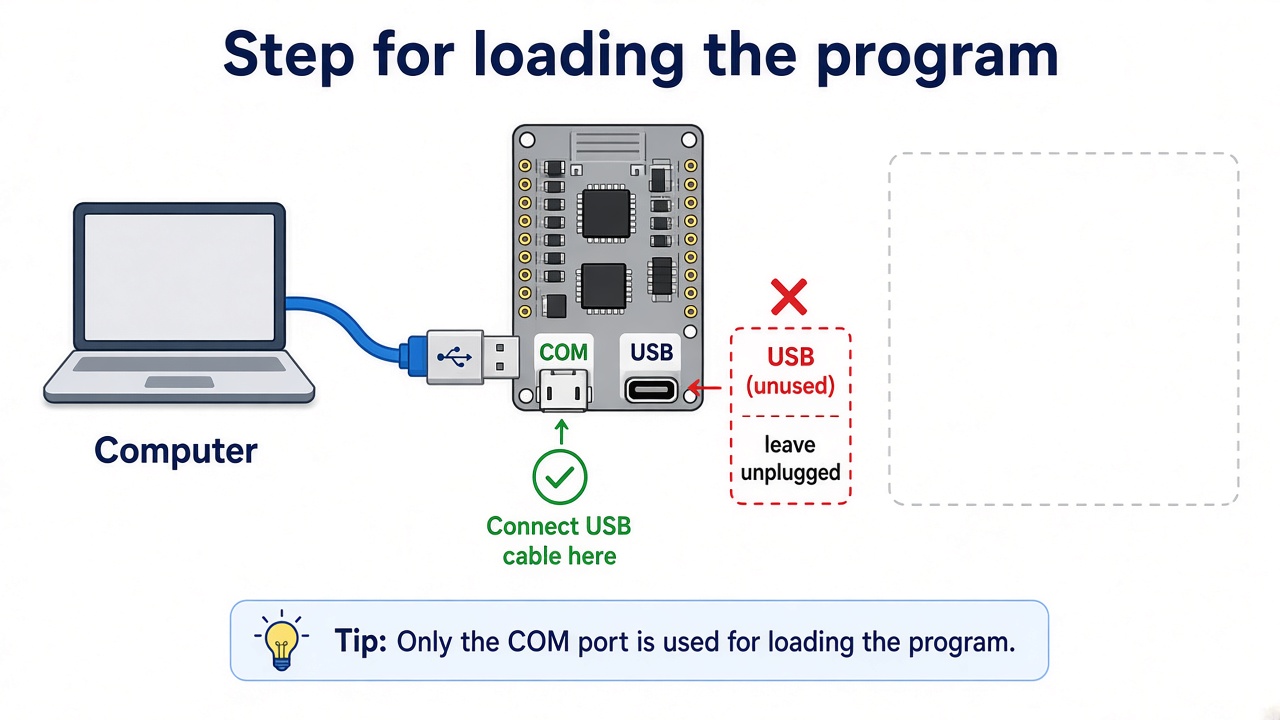 Step for loading the program
COM
USB
USB
(unused)
leave
unplugged
Computer
Connect USB
cable here
Tip: Only the COM port is used for loading the program.